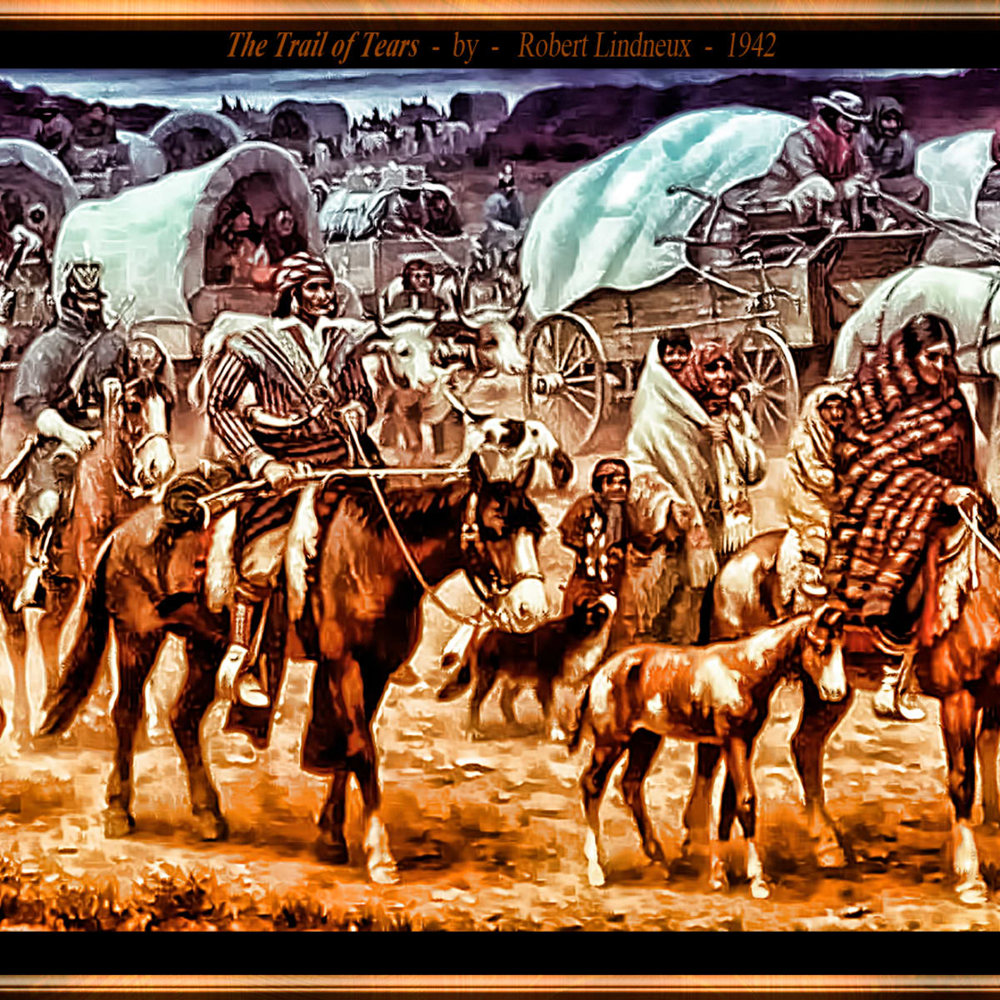 The Trail of Tears - by - Robert Lindneux - 1942